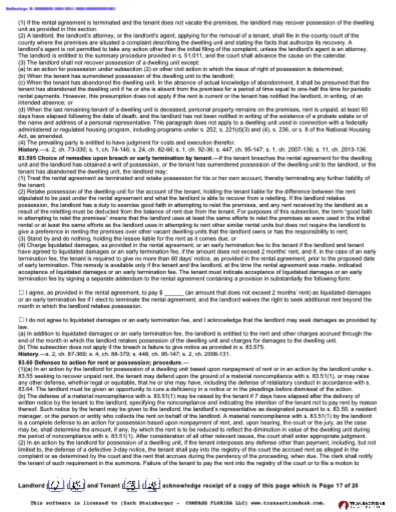 (1) If the rental agreement is terminated and the tenant does not vacate the premises, the landlord may recover possession of the dwelling
unit as provided in this section.
(2) A landlord, the landlord's attorney, or the landlord's agent, applying for the removal of a tenant, shall file in the county court of the
county where the premises are situated a complaint describing the dwelling unit and stating the facts that authorize its recovery. A
landlord's agent is not permitted to take any action other than the initial filing of the complaint, unless the landlord's agent is an attorney.
The landlord is entitled to the summary procedure provided in s. 51.011, and the court shall advance the cause on the calendar.
(3) The landlord shall not recover possession of a dwelling unit except:
(a) In an action for possession under subsection (2) or other civil action in which the issue of right of possession is determined;
(b) When the tenant has surrendered possession of the dwelling unit to the landlord;
(c) When the tenant has abandoned the dwelling unit. In the absence of actual knowledge of abandonment, it shall be presumed that the
tenant has abandoned the dwelling unit if he or she is absent from the premises for a period of time equal to one-half the time for periodic
rental payments. However, this presumption does not apply if the rent is current or the tenant has notified the landlord, in writing, of an
intended absence; or
(d) When the last remaining tenant of a dwelling unit is deceased, personal property remains on the premises, rent is unpaid, at least 60
days have elapsed following the date of death, and the landlord has not been notified in writing of the existence of a probate estate or of the
name and address of a personal representative. This paragraph does not apply to a dwelling unit used in connection with a federally
administered or regulated housing program, including programs under s. 202, s. 221(d)(3) and (4), s. 236, or s. 8 of the National Housing
Act, as amended.
(4) The prevailing party is entitled to have judgment for costs and execution therefor.
History.—s. 2, ch. 73-330; s. 1, ch. 74-146; s. 24, ch. 82-66; s. 1, ch. 92-36; s. 447, ch. 95-147; s. 1, ch. 2007-136; s. 11, ch. 2013-136.
83.595 Choice of remedies upon breach or early termination by tenant.—If the tenant breaches the rental agreement for the dwelling
unit and the landlord has obtained a writ of possession, or the tenant has surrendered possession of the dwelling unit to the landlord, or the
tenant has abandoned the dwelling unit, the landlord may:
(1) Treat the rental agreement as terminated and retake possession for his or her own account, thereby terminating any further liability of
the tenant;
(2) Retake possession of the dwelling unit for the account of the tenant, holding the tenant liable for the difference between the rent
stipulated to be paid under the rental agreement and what the landlord is able to recover from a reletting. If the landlord retakes
possession, the landlord has a duty to exercise good faith in attempting to relet the premises, and any rent received by the landlord as a
result of the reletting must be deducted from the balance of rent due from the tenant. For purposes of this subsection, the term "good faith
in attempting to relet the premises" means that the landlord uses at least the same efforts to relet the premises as were used in the initial
rental or at least the same efforts as the landlord uses in attempting to rent other similar rental units but does not require the landlord to
give a preference in renting the premises over other vacant dwelling units that the landlord owns or has the responsibility to rent;
(3) Stand by and do nothing, holding the lessee liable for the rent as it comes due; or
(4) Charge liquidated damages, as provided in the rental agreement, or an early termination fee to the tenant if the landlord and tenant
have agreed to liquidated damages or an early termination fee, if the amount does not exceed 2 months' rent, and if, in the case of an early
termination fee, the tenant is required to give no more than 60 days' notice, as provided in the rental agreement, prior to the proposed date
of early termination. This remedy is available only if the tenant and the landlord, at the time the rental agreement was made, indicated
acceptance of liquidated damages or an early termination fee. The tenant must indicate acceptance of liquidated damages or an early
termination fee by signing a separate addendum to the rental agreement containing a provision in substantially the following form:
☐ I agree, as provided in the rental agreement, to pay $______ (an amount that does not exceed 2 months' rent) as liquidated damages
or an early termination fee if I elect to terminate the rental agreement, and the landlord waives the right to seek additional rent beyond the
month in which the landlord retakes possession.
☐ I do not agree to liquidated damages or an early termination fee, and I acknowledge that the landlord may seek damages as provided by
law.
(a) In addition to liquidated damages or an early termination fee, the landlord is entitled to the rent and other charges accrued through the
end of the month in which the landlord retakes possession of the dwelling unit and charges for damages to the dwelling unit.
(b) This subsection does not apply if the breach is failure to give notice as provided in s. 83.575.
History.—s. 2, ch. 87-369; s. 4, ch. 88-379; s. 448, ch. 95-147; s. 2, ch. 2008-131.
83.60 Defenses to action for rent or possession; procedure.—
(1)(a) In an action by the landlord for possession of a dwelling unit based upon nonpayment of rent or in an action by the landlord under s.
83.55 seeking to recover unpaid rent, the tenant may defend upon the ground of a material noncompliance with s. 83.51(1), or may raise
any other defense, whether legal or equitable, that he or she may have, including the defense of retaliatory conduct in accordance with s.
83.64. The landlord must be given an opportunity to cure a deficiency in a notice or in the pleadings before dismissal of the action.
(b) The defense of a material noncompliance with s. 83.51(1) may be raised by the tenant if 7 days have elapsed after the delivery of
written notice by the tenant to the landlord, specifying the noncompliance and indicating the intention of the tenant not to pay rent by reason
thereof. Such notice by the tenant may be given to the landlord, the landlord's representative as designated pursuant to s. 83.50, a resident
manager, or the person or entity who collects the rent on behalf of the landlord. A material noncompliance with s. 83.51(1) by the landlord
is a complete defense to an action for possession based upon nonpayment of rent, and, upon hearing, the court or the jury, as the case
may be, shall determine the amount, if any, by which the rent is to be reduced to reflect the diminution in value of the dwelling unit during
the period of noncompliance with s. 83.51(1). After consideration of all other relevant issues, the court shall enter appropriate judgment.
(2) In an action by the landlord for possession of a dwelling unit, if the tenant interposes any defense other than payment, including, but not
limited to, the defense of a defective 3-day notice, the tenant shall pay into the registry of the court the accrued rent as alleged in the
complaint or as determined by the court and the rent that accrues during the pendency of the proceeding, when due. The clerk shall notify
the tenant of such requirement in the summons. Failure of the tenant to pay the rent into the registry of the court or to file a motion to
Landlord and Tenant acknowledge receipt of a copy of this page which is Page 17 of 20
This software is licensed to [Zach Steinberger - COMPASS FLORIDA LLC] www.transactiondesk.com.